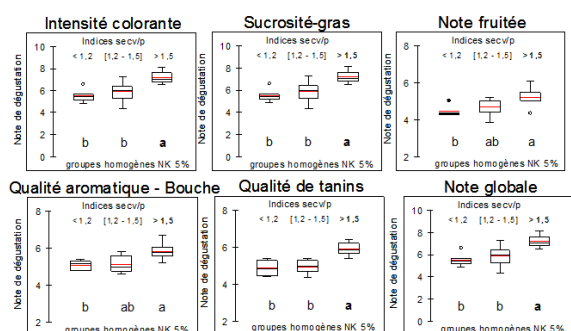 Intensité colorante
Indices secv/p
< 1,2 [1,2 - 1,5] > 1,5
Note de dégustation
10
8
6
4
2
0
b b a
groupes homogènes NK 5%
Sucrosité-gras
Indices secv/p
< 1,2 [1,2 - 1,5] > 1,5
Note de dégustation
10
8
6
4
2
0
b b a
groupes homogènes NK 5%
Note fruitée
Indices secv/p
< 1,2 [1,2 - 1,5] > 1,5
Note de dégustation
8
6
4
2
b ab a
groupes homogènes NK 5%
Qualité aromatique - Bouche
Indices secv/p
< 1,2 [1,2 - 1,5] > 1,5
Note de dégustation
8
6
4
2
b ab a
groupes homogènes NK 5%
Qualité de tanins
Indices secv/p
< 1,2 [1,2 - 1,5] > 1,5
Note de dégustation
8
6
4
2
b b a
groupes homogènes NK 5%
Note globale
Indices secv/p
< 1,2 [1,2 - 1,5] > 1,5
Note de dégustation
10
8
6
4
2
0
b b a
groupes homogènes NK 5%